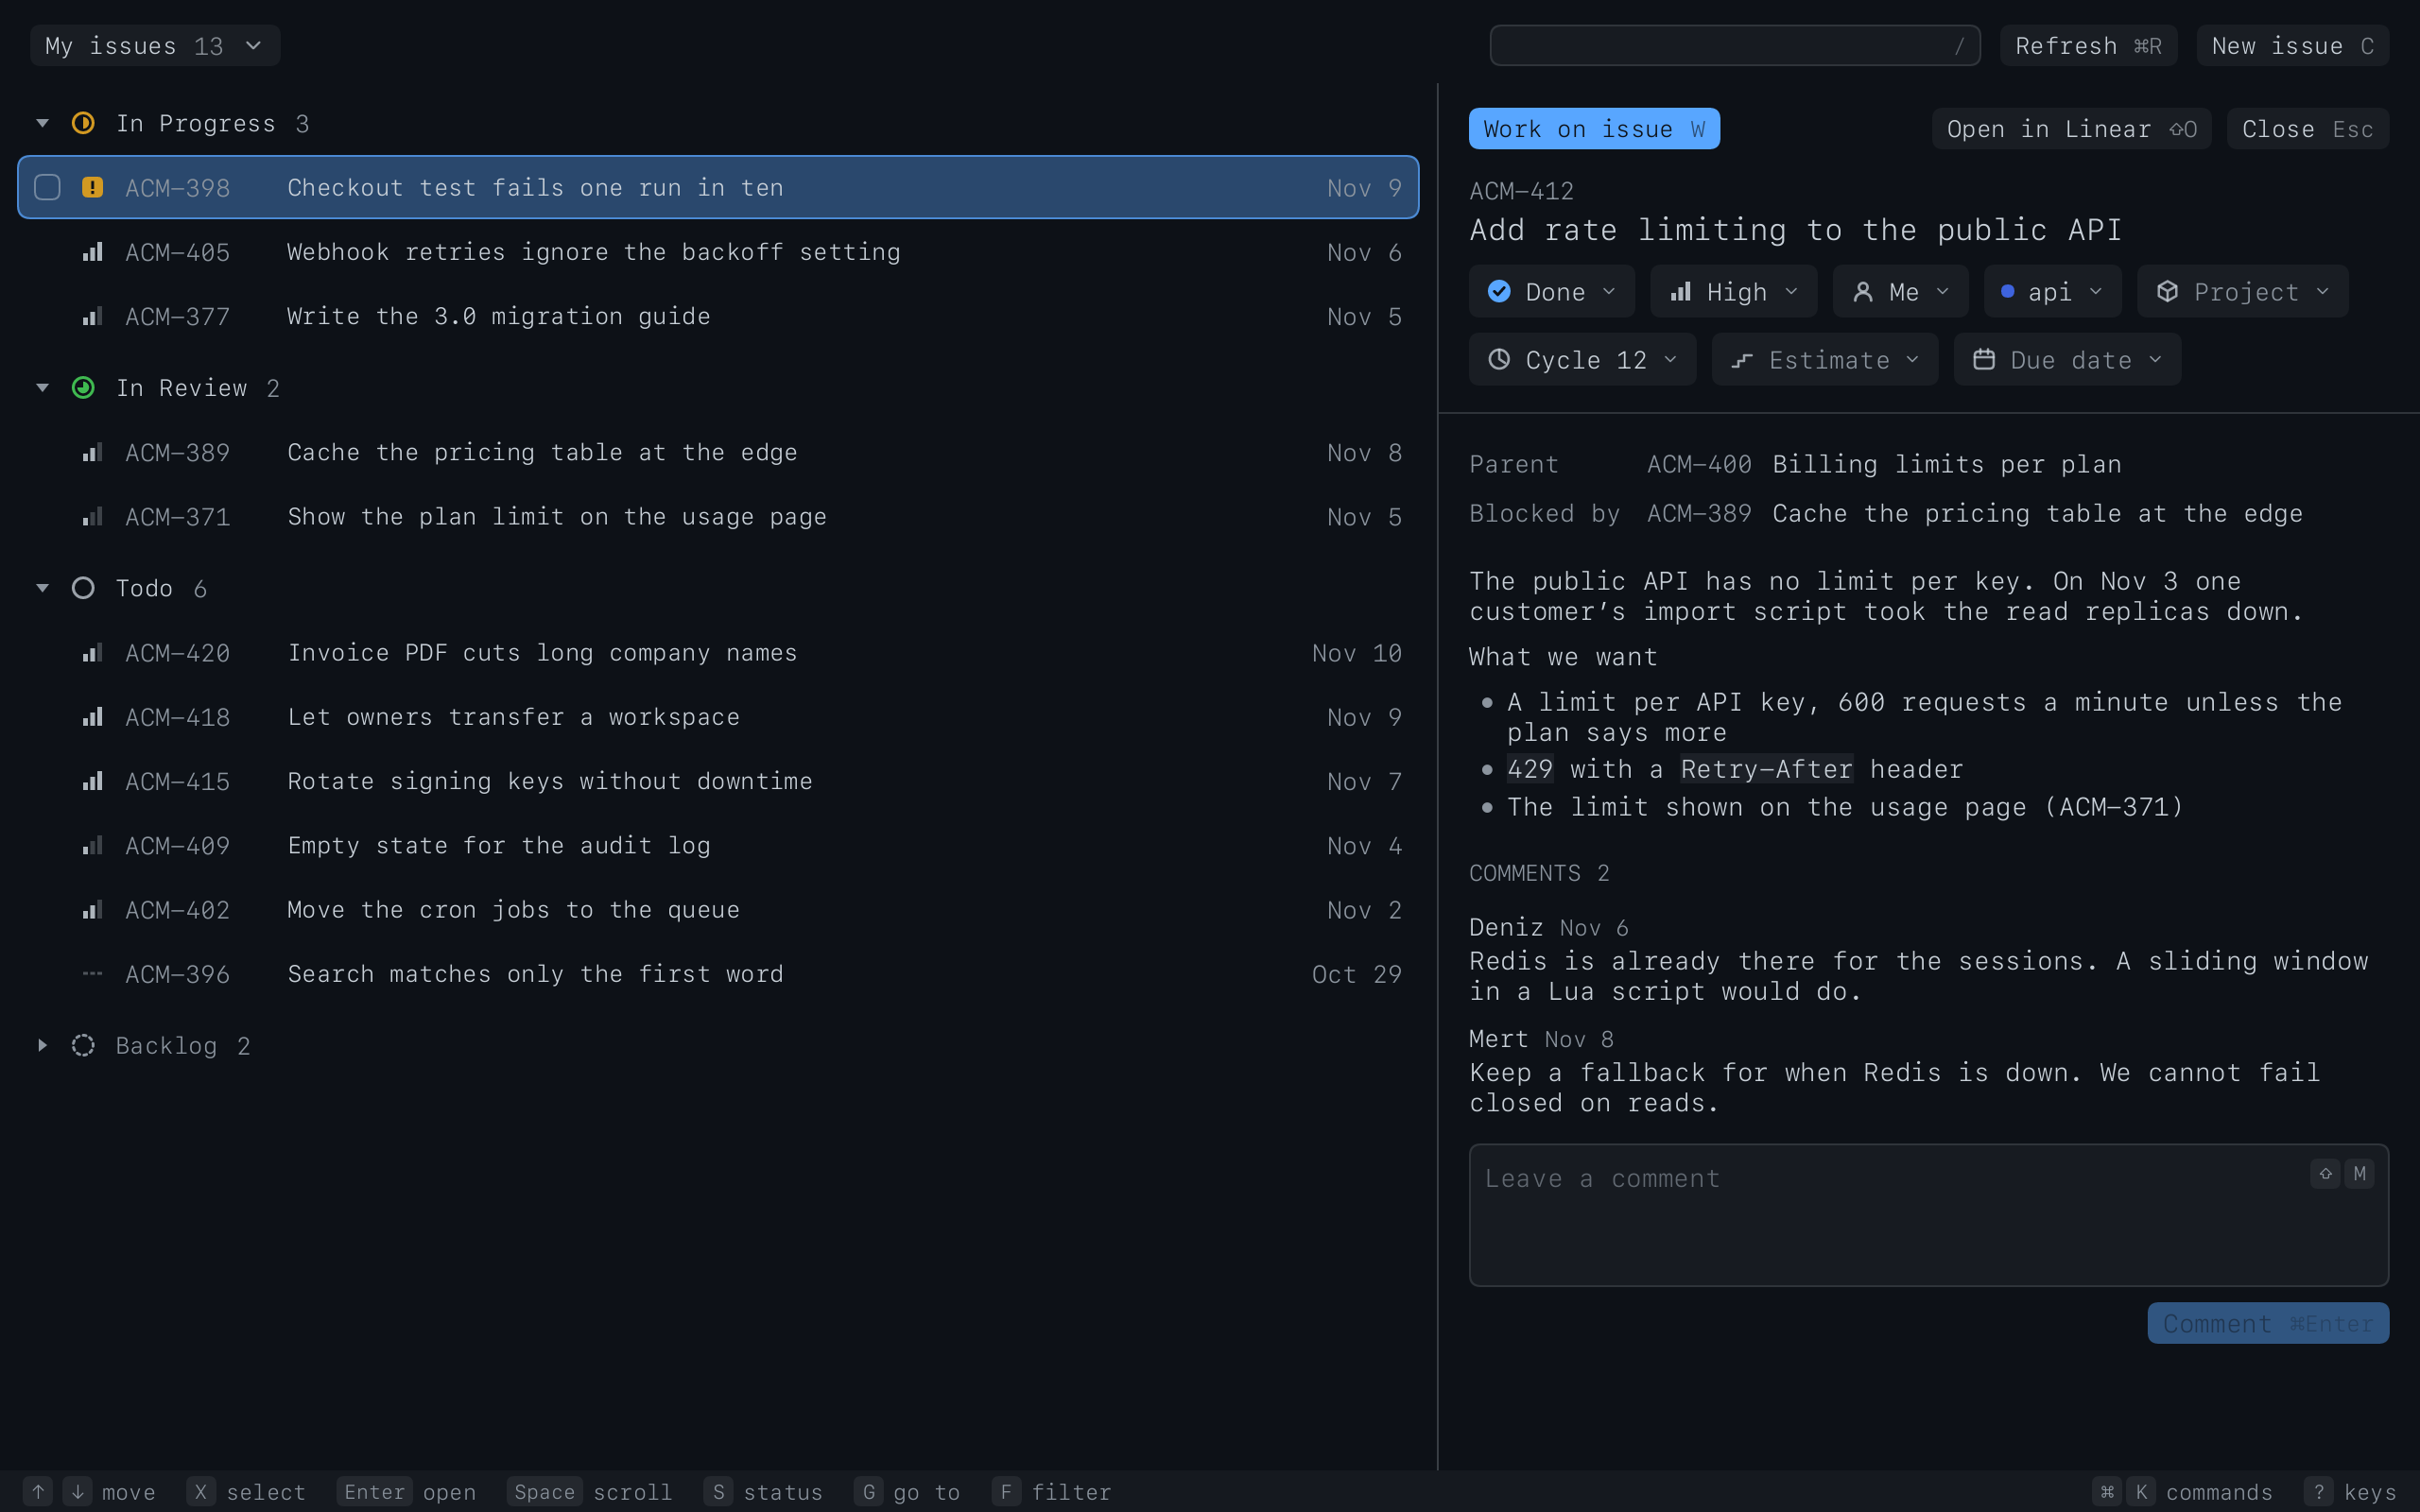 My issues 13
/
Refresh ⌘R
New issue C
In Progress 3
ACM-398 Checkout test fails one run in ten Nov 9
ACM-405 Webhook retries ignore the backoff setting Nov 6
ACM-377 Write the 3.0 migration guide Nov 5
In Review 2
ACM-389 Cache the pricing table at the edge Nov 8
ACM-371 Show the plan limit on the usage page Nov 5
Todo 6
ACM-420 Invoice PDF cuts long company names Nov 10
ACM-418 Let owners transfer a workspace Nov 9
ACM-415 Rotate signing keys without downtime Nov 7
ACM-409 Empty state for the audit log Nov 4
ACM-402 Move the cron jobs to the queue Nov 2
ACM-396 Search matches only the first word Oct 29
Backlog 2
Work on issue W
Open in Linear ⇧O
Close Esc
ACM-412
Add rate limiting to the public API
Done High Me api Project
Cycle 12 Estimate Due date
Parent ACM-400 Billing limits per plan
Blocked by ACM-389 Cache the pricing table at the edge
The public API has no limit per key. On Nov 3 one
customer’s import script took the read replicas down.
What we want
• A limit per API key, 600 requests a minute unless the
plan says more
• 429 with a Retry-After header
• The limit shown on the usage page (ACM-371)
COMMENTS 2
Deniz Nov 6
Redis is already there for the sessions. A sliding window
in a Lua script would do.
Mert Nov 8
Keep a fallback for when Redis is down. We cannot fail
closed on reads.
Leave a comment ⇧ M
Comment ⌘Enter
↑ ↓ move X select Enter open Space scroll S status G go to F filter
⌘ K commands ? keys